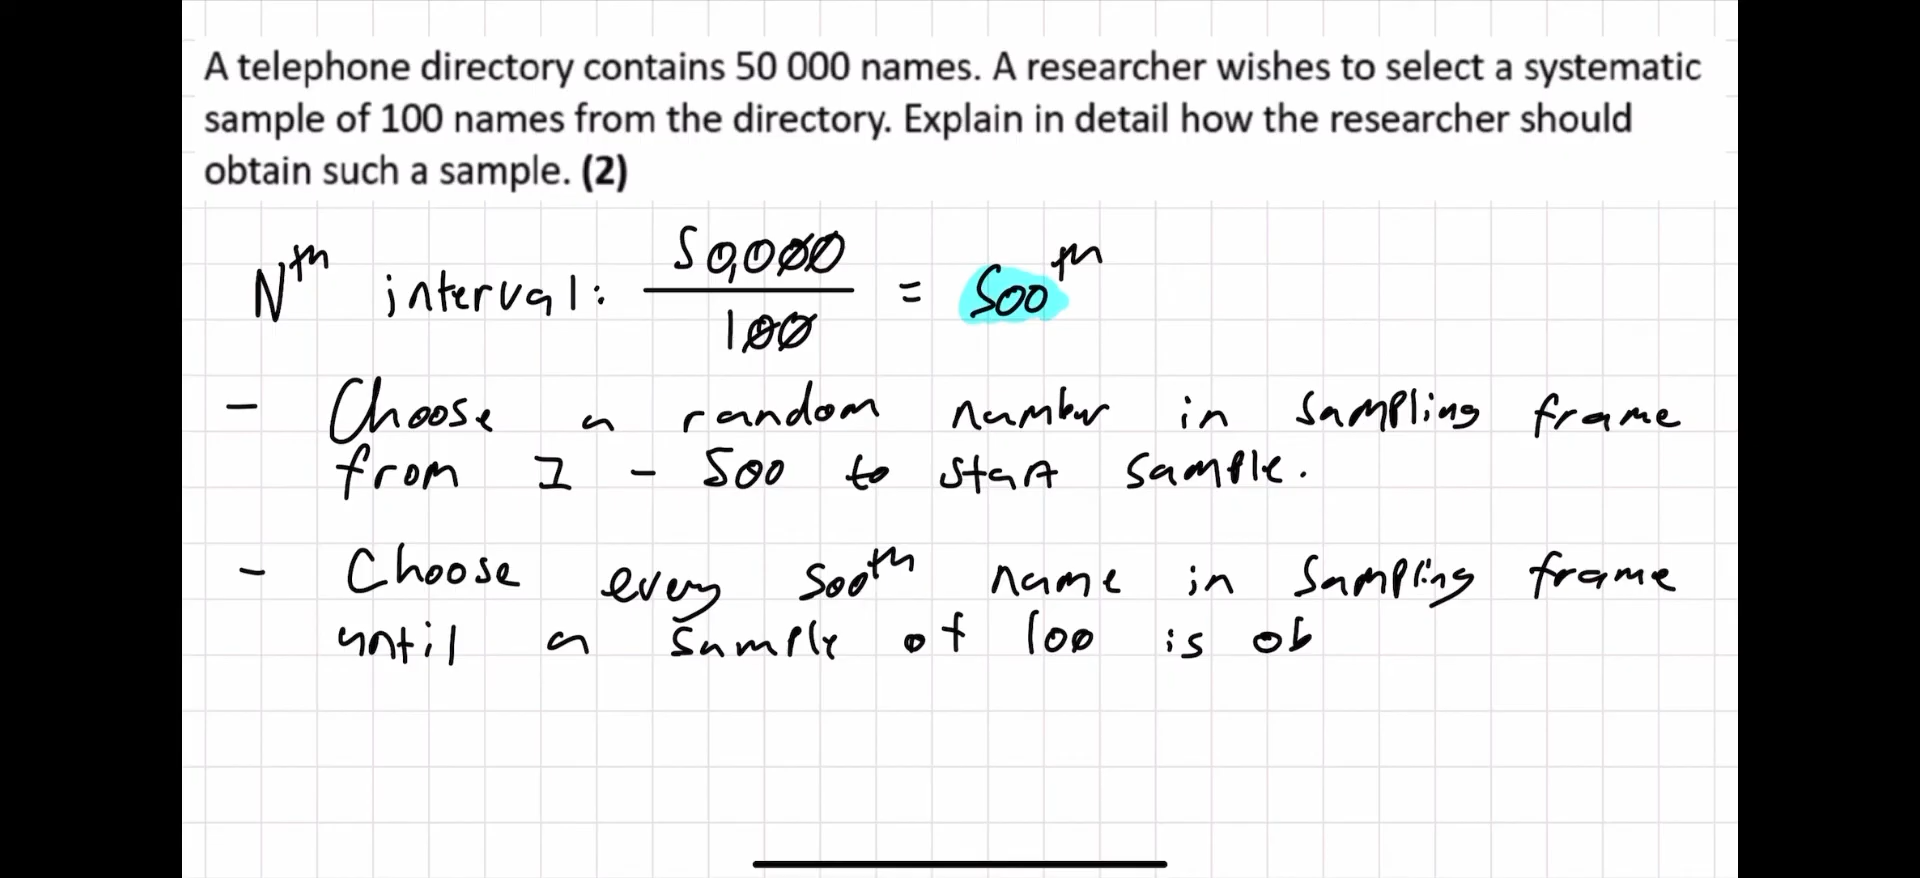 A telephone directory contains 50 000 names. A researcher wishes to select a systematic
sample of 100 names from the directory. Explain in detail how the researcher should
obtain such a sample. (2)
Nth interval: 50,000 / 100 = 500th
- Choose a random number in sampling frame
from 1 - 500 to start sample.
- Choose every 500th name in sampling frame
until a sample of 100 is ob